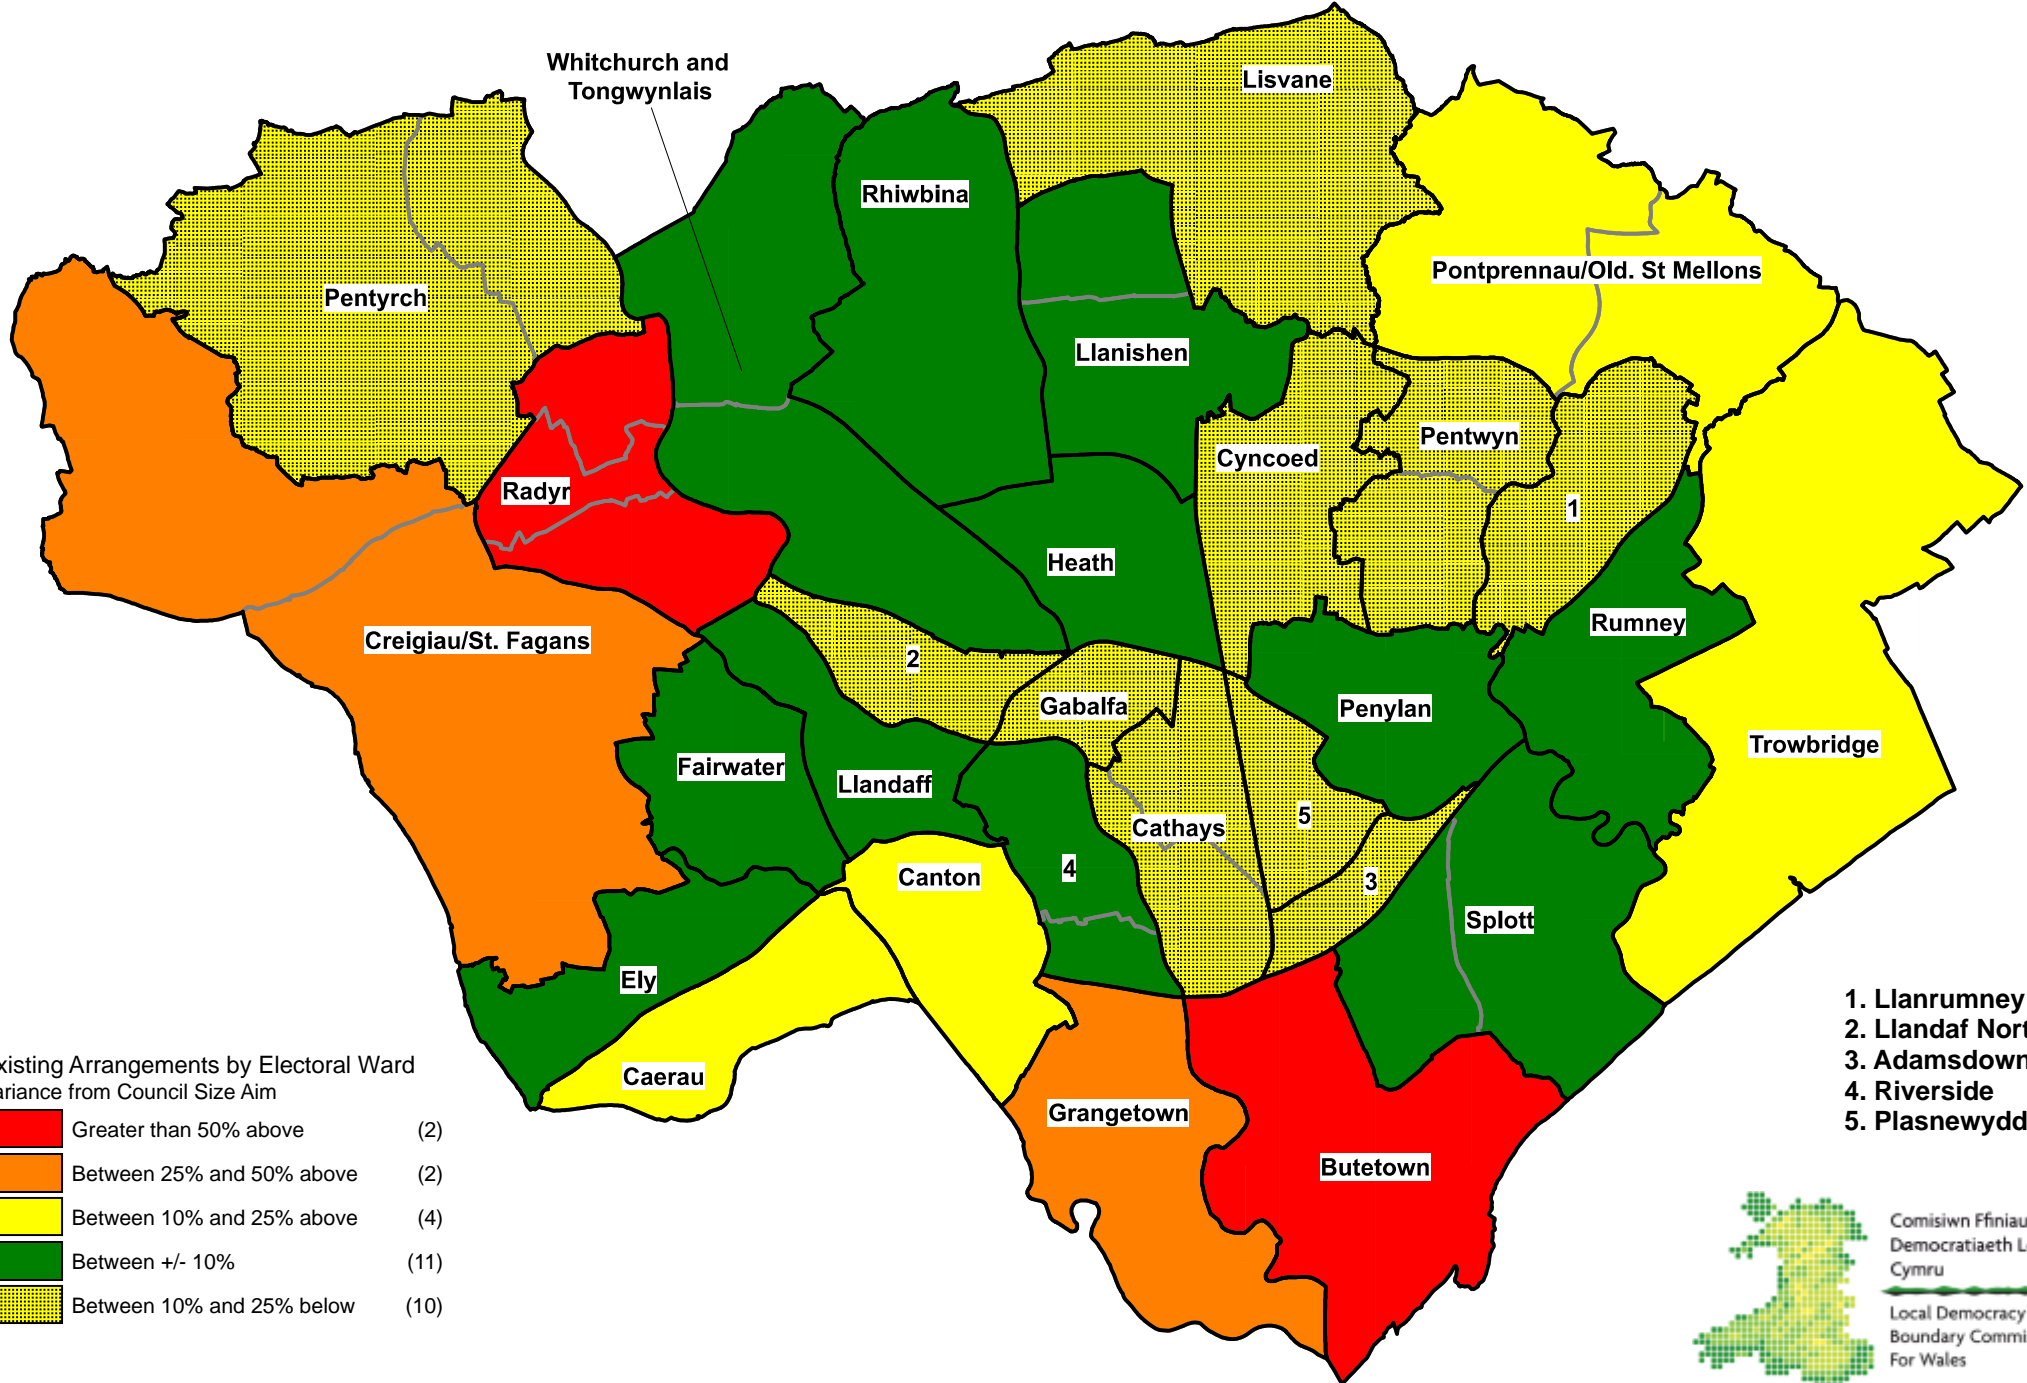 Whitchurch and
Tongwynlais
Lisvane
Rhiwbina
Pontprennau/Old. St Mellons
Pentyrch
Llanishen
Pentwyn
Cyncoed
Radyr
1
Heath
Rumney
Creigiau/St. Fagans
2
Gabalfa
Penylan
Trowbridge
Fairwater
Llandaff
5
Cathays
4
Canton
3
Splott
Ely
Caerau
Grangetown
Butetown
1. Llanrumney
2. Llandaf Nort
3. Adamsdown
4. Riverside
5. Plasnewydd
xisting Arrangements by Electoral Ward
ariance from Council Size Aim
Greater than 50% above (2)
Between 25% and 50% above (2)
Between 10% and 25% above (4)
Between +/- 10% (11)
Between 10% and 25% below (10)
Comisiwn Ffiniau
Democratiaeth L
Cymru
Local Democracy
Boundary Commi
For Wales